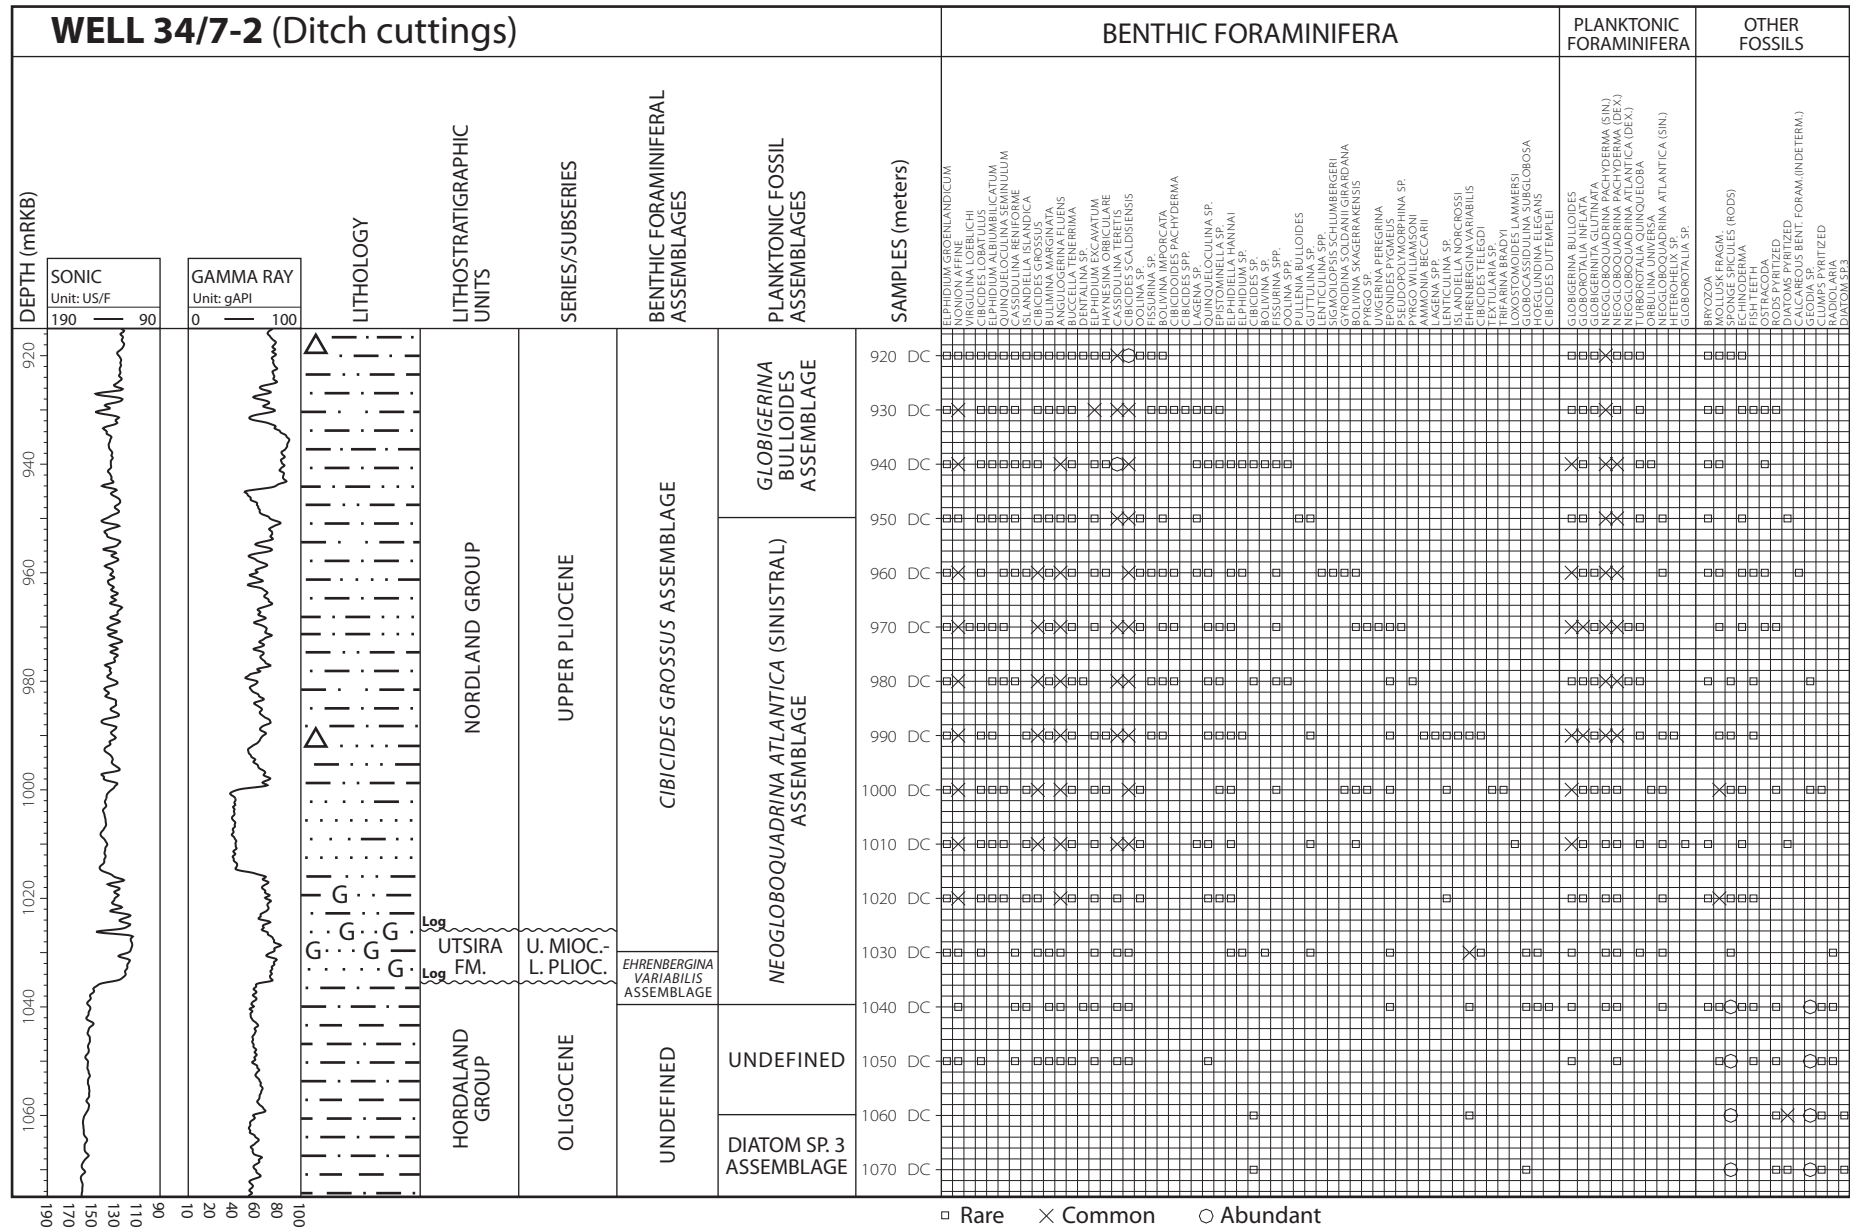 WELL 34/7-2 (Ditch cuttings)
BENTHIC FORAMINIFERA
PLANKTONIC
FORAMINIFERA
OTHER
FOSSILS
DEPTH (mRKB)
SONIC
Unit: US/F
190 90
GAMMA RAY
Unit: gAPI
0 100
LITHOLOGY
LITHOSTRATIGRAPHIC
UNITS
SERIES/SUBSERIES
BENTHIC FORAMINIFERAL
ASSEMBLAGES
PLANKTONIC FOSSIL
ASSEMBLAGES
SAMPLES (meters)
ELPHIDIUM GROENLANDICUM
NONION AFFINE
VIRGULINA LOEBLICHI
CIBICIDES LOBATULUS
ELPHIDIUM ALBIUMBILICATUM
QUINQUELOCULINA SEMINULUM
CASSIDULINA RENIFORME
ISLANDIELLA ISLANDICA
CIBICIDES GROSSUS
BULIMINA MARGINATA
ANGULOGERINA FLUENS
BUCCELLA TENERRIMA
DENTALINA SP.
ELPHIDIUM EXCAVATUM
HAYNESINA ORBICULARE
CASSIDULINA TERETIS
CIBICIDES SCALDISIENSIS
OOLINA SP.
FISSURINA SP.
BOLIVINA IMPORCATA
CIBICIDOIDES PACHYDERMA
CIBICIDES SPP.
LAGENA SP.
QUINQUELOCULINA SP.
EPISTOMINELLA SP.
ELPHIDIELLA HANNAI
ELPHIDIUM SP.
CIBICIDES SP.
BOLIVINA SP.
FISSURINA SPP.
OOLINA SPP.
PULLENIA BULLOIDES
GUTTULINA SP.
LENTICULINA SPP.
SIGMOILOPSIS SCHLUMBERGERI
GYROIDINA SOLDANII GIRARDANA
BOLIVINA SKAGERRAKENSIS
PYRGO SP.
UVIGERINA PEREGRINA
EPONIDES PYGMEUS
PSEUDOPOLYMORPHINA SP.
PYRGO WILLIAMSONI
AMMONIA BECCARII
LAGENA SPP.
LENTICULINA SP.
ISLANDIELLA NORCROSSI
EHRENBERGINA VARIABILIS
CIBICIDES TELEGDI
TEXTULARIA SP.
TRIFARINA BRADYI
LOXOSTOMOIDES LAMMERSI
GLOBOCASSIDULINA SUBGLOBOSA
HOEGLUNDINA ELEGANS
CIBICIDES DUTEMPLEI
GLOBIGERINA BULLOIDES
GLOBOROTALIA INFLATA
GLOBIGERINITA GLUTINATA
NEOGLOBOQUADRINA PACHYDERMA (SIN.)
NEOGLOBOQUADRINA PACHYDERMA (DEX.)
NEOGLOBOQUADRINA ATLANTICA (DEX.)
TURBOROTALIA QUINQUELOBA
ORBULINA UNIVERSA
NEOGLOBOQUADRINA ATLANTICA (SIN.)
HETEROHELIX SP.
GLOBOROTALIA SP.
BRYOZOA
MOLLUSK FRAGM.
SPONGE SPICULES (RODS)
ECHINODERMA
FISH TEETH
OSTRACODA
RODS PYRITIZED
DIATOMS PYRITIZED
CALCAREOUS BENT. FORAM.(INDETERM.)
GEODIA SP.
CLUMPS PYRITIZED
RADIOLARIA
DIATOM SP.3
920
940
960
980
1000
1020
1040
1060
G
G G
G G
G
Log
Log
NORDLAND GROUP
UTSIRA
FM.
HORDALAND
GROUP
UPPER PLIOCENE
U. MIOC.-
L. PLIOC.
OLIGOCENE
CIBICIDES GROSSUS ASSEMBLAGE
EHRENBERGINA
VARIABILIS
ASSEMBLAGE
UNDEFINED
GLOBIGERINA
BULLOIDES
ASSEMBLAGE
NEOGLOBOQUADRINA ATLANTICA (SINISTRAL)
ASSEMBLAGE
UNDEFINED
DIATOM SP. 3
ASSEMBLAGE
920 DC
930 DC
940 DC
950 DC
960 DC
970 DC
980 DC
990 DC
1000 DC
1010 DC
1020 DC
1030 DC
1040 DC
1050 DC
1060 DC
1070 DC
190 170 150 130 110 90
10 20 40 60 80 100
Rare Common Abundant